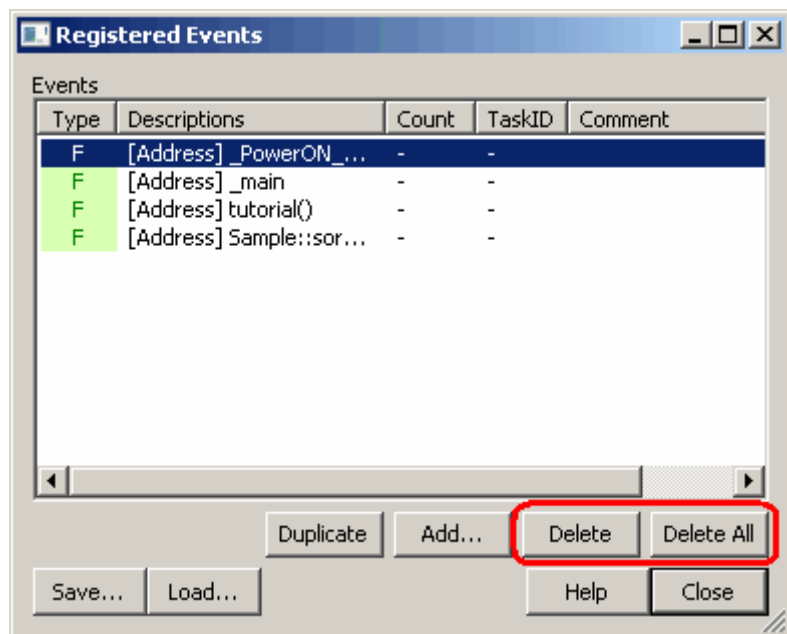 Registered Events
Events
Type Descriptions Count TaskID Comment
F [Address] _PowerON_... - -
F [Address] _main - -
F [Address] tutorial() - -
F [Address] Sample::sor... - -
Duplicate Add... Delete Delete All
Save... Load... Help Close